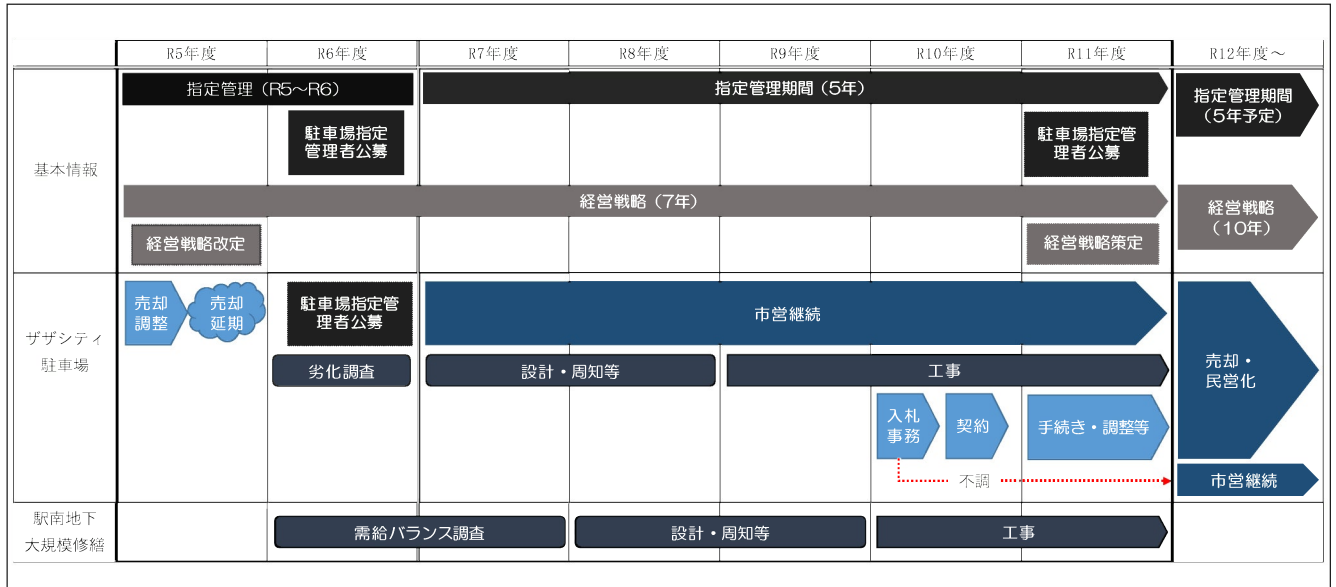 R5年度
R6年度
R7年度
R8年度
R9年度
R10年度
R11年度
R12年度～
基本情報
指定管理（R5～R6）
指定管理期間（5年）
指定管理期間
（5年予定）
駐車場指定
管理者公募
駐車場指定管
理者公募
経営戦略（7年）
経営戦略
（10年）
経営戦略改定
経営戦略策定
ザザシティ
駐車場
売却
調整
売却
延期
駐車場指定管
理者公募
市営継続
売却・
民営化
劣化調査
設計・周知等
工事
入札
事務
契約
手続き・調整等
不調
市営継続
駅南地下
大規模修繕
需給バランス調査
設計・周知等
工事